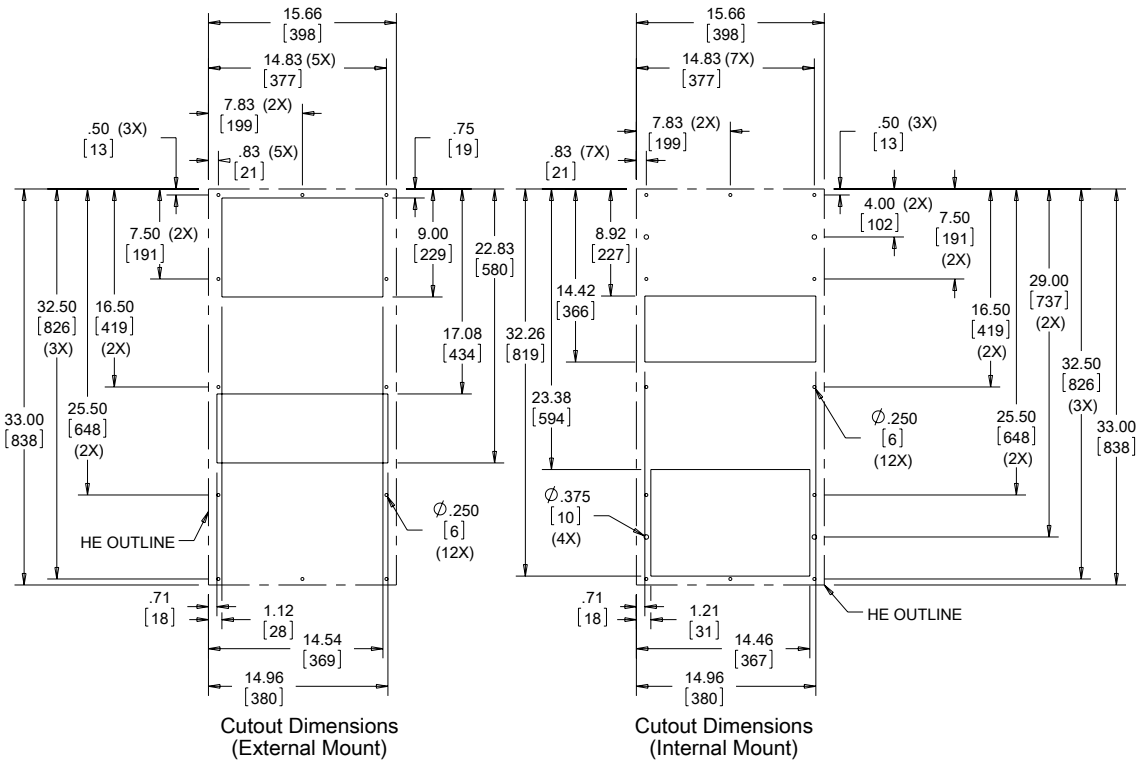 15.66
[398]
14.83 (5X)
[377]
7.83 (2X)
[199]
.50 (3X)
[13]
.83 (5X)
[21]
.75
[19]
7.50 (2X)
[191]
9.00
[229]
22.83
[580]
32.50
[826]
(3X)
16.50
[419]
(2X)
17.08
[434]
33.00
[838]
25.50
[648]
(2X)
Ø.250
[6]
(12X)
HE OUTLINE
.71
[18]
1.12
[28]
14.54
[369]
14.96
[380]
Cutout Dimensions
(External Mount)
15.66
[398]
14.83 (7X)
[377]
7.83 (2X)
[199]
.50 (3X)
[13]
.83 (7X)
[21]
4.00 (2X)
[102]
8.92
[227]
7.50
[191]
(2X)
14.42
[366]
29.00
[737]
(2X)
32.26
[819]
16.50
[419]
(2X)
32.50
[826]
(3X)
23.38
[594]
Ø.250
[6]
(12X)
25.50
[648]
(2X)
33.00
[838]
Ø.375
[10]
(4X)
HE OUTLINE
.71
[18]
1.21
[31]
14.46
[367]
14.96
[380]
Cutout Dimensions
(Internal Mount)